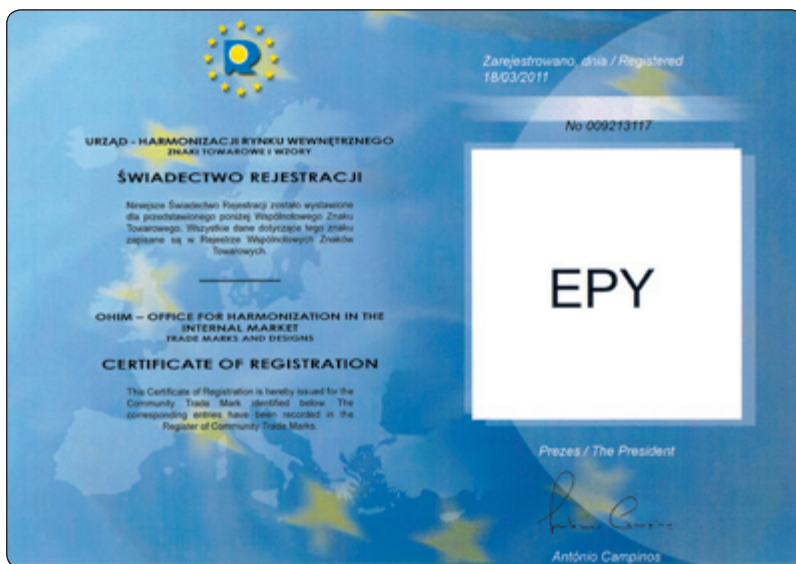 URZĄD - HARMONIZACJI RYNKU WEWNĘTRZNEGO
ZNAKI TOWAROWE I WZORY
ŚWIADECTWO REJESTRACJI
Niniejsze Świadectwo Rejestracji zostało wystawione
dla przedstawionego poniżej Wspólnotowego Znaku
Towarowego. Wszystkie dane dotyczące tego znaku
zapisane są w Rejestrze Wspólnotowych Znaków
Towarowych.
OHIM – OFFICE FOR HARMONIZATION IN THE
INTERNAL MARKET
TRADE MARKS AND DESIGNS
CERTIFICATE OF REGISTRATION
This Certificate of Registration is hereby issued for the
Community Trade Mark identified below. The
corresponding entries have been recorded in the
Register of Community Trade Marks.
Zarejestrowano, dnia / Registered
18/03/2011
No 009213117
EPY
Prezes / The President
António Campinos